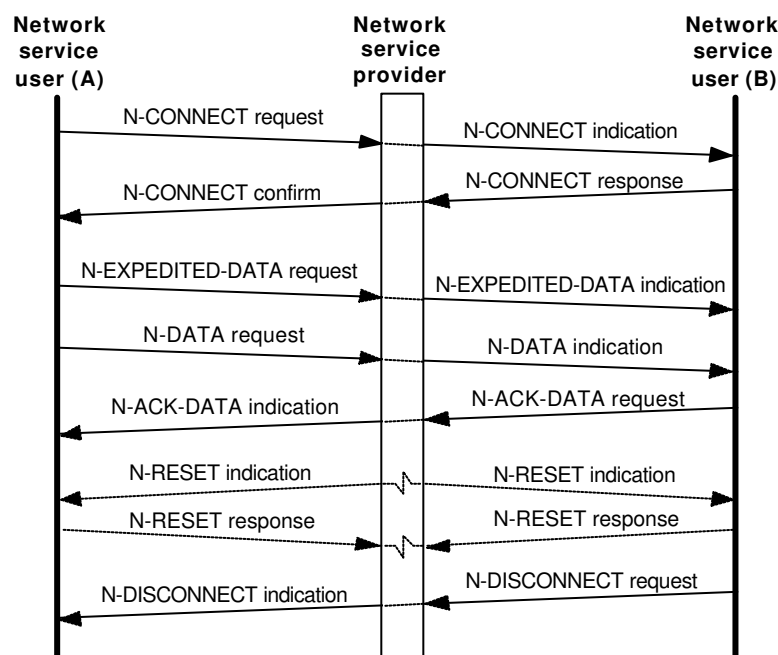 Network
service
user (A)
Network
service
provider
Network
service
user (B)
N-CONNECT request
N-CONNECT indication
N-CONNECT response
N-CONNECT confirm
N-EXPEDITED-DATA request
N-EXPEDITED-DATA indication
N-DATA request
N-DATA indication
N-ACK-DATA request
N-ACK-DATA indication
N-RESET indication
N-RESET indication
N-RESET response
N-RESET response
N-DISCONNECT request
N-DISCONNECT indication